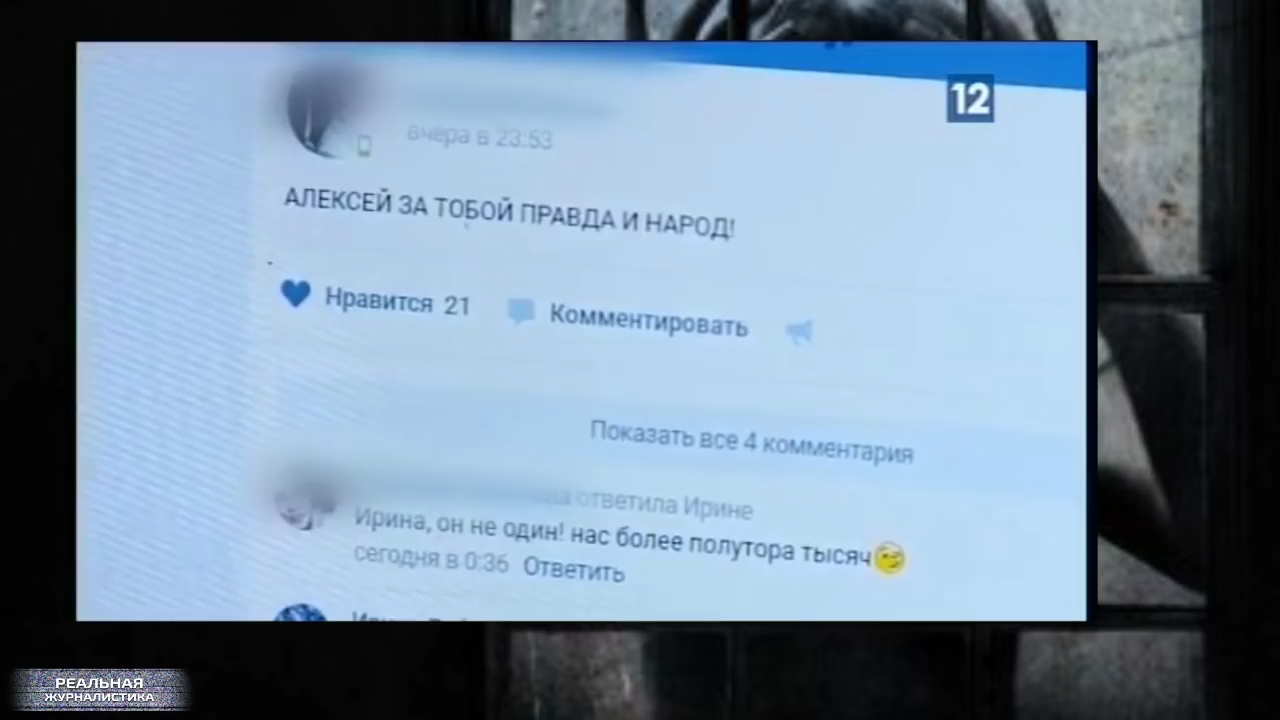 12
вчера в 23:53
АЛЕКСЕЙ ЗА ТОБОЙ ПРАВДА И НАРОД!
Нравится 21
Комментировать
Показать все 4 комментария
ответила Ирине
Ирина, он не один! нас более полутора тысяч
сегодня в 0:36 Ответить
РЕАЛЬНАЯ
ЖУРНАЛИСТИКА